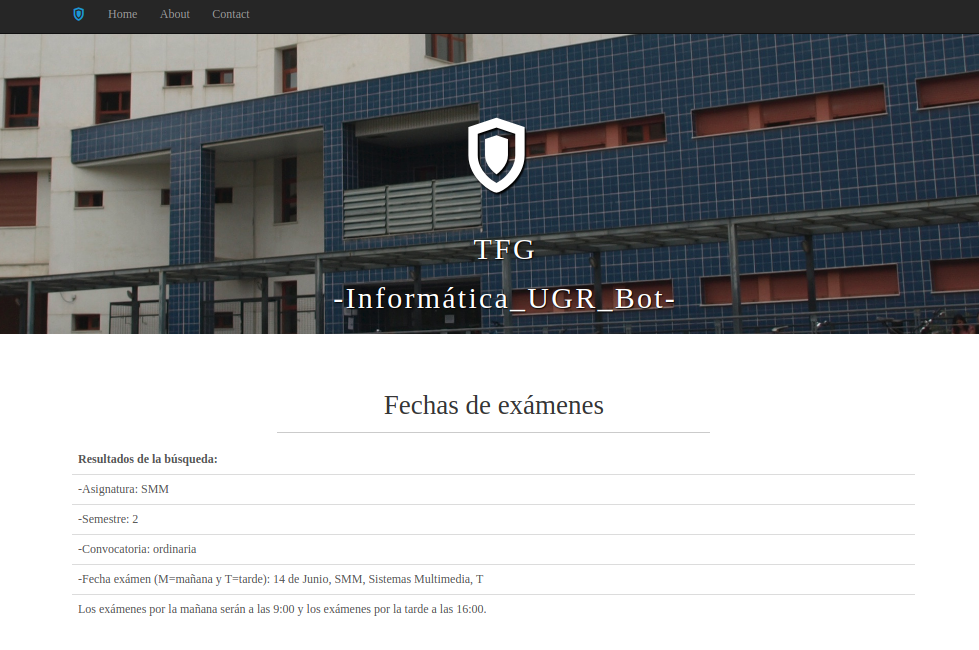 Home About Contact
TFG
-Informática_UGR_Bot-
Fechas de exámenes
Resultados de la búsqueda:
-Asignatura: SMM
-Semestre: 2
-Convocatoria: ordinaria
-Fecha exámen (M=mañana y T=tarde): 14 de Junio, SMM, Sistemas Multimedia, T
Los exámenes por la mañana serán a las 9:00 y los exámenes por la tarde a las 16:00.